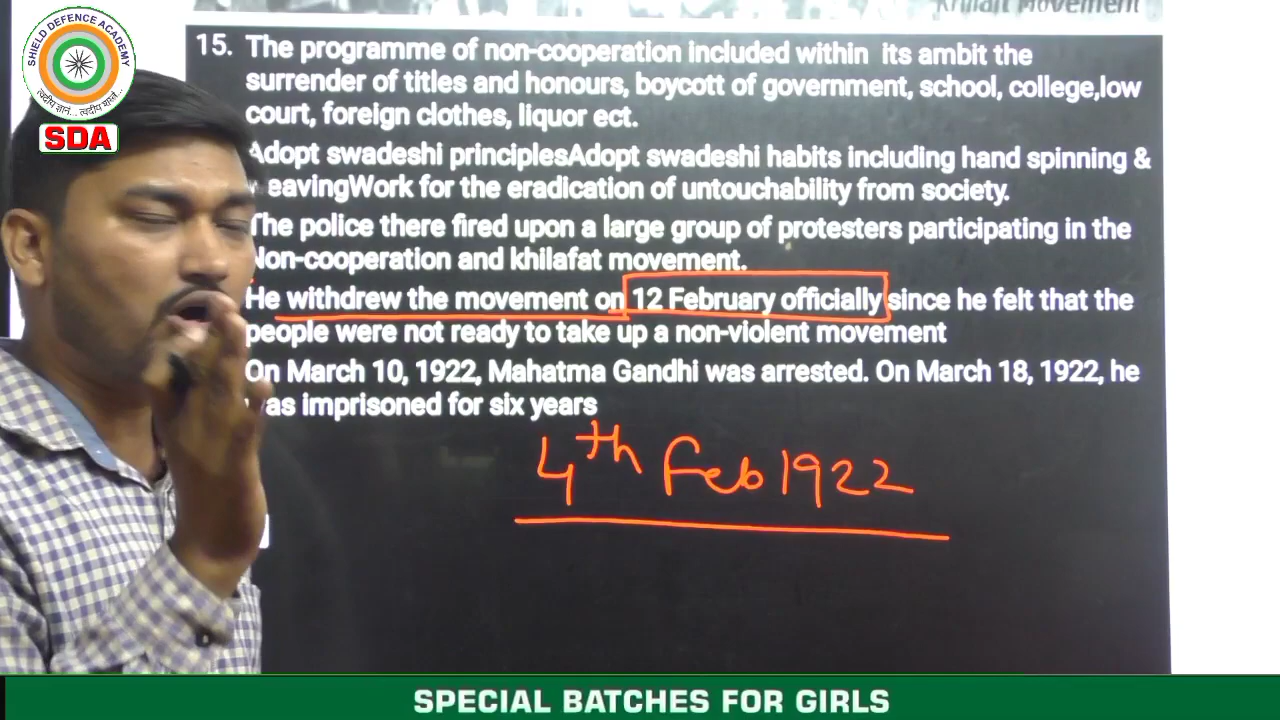 Khilaft Movement
SHIELD DEFENCE ACADEMY
SDA
15. The programme of non-cooperation included within its ambit the
surrender of titles and honours, boycott of government, school, college,low
court, foreign clothes, liquor ect.
Adopt swadeshi principlesAdopt swadeshi habits including hand spinning &
eavingWork for the eradication of untouchability from society.
The police there fired upon a large group of protesters participating in the
Non-cooperation and khilafat movement.
He withdrew the movement on 12 February officially since he felt that the
people were not ready to take up a non-violent movement
On March 10, 1922, Mahatma Gandhi was arrested. On March 18, 1922, he
was imprisoned for six years
4th Feb 1922
SPECIAL BATCHES FOR GIRLS